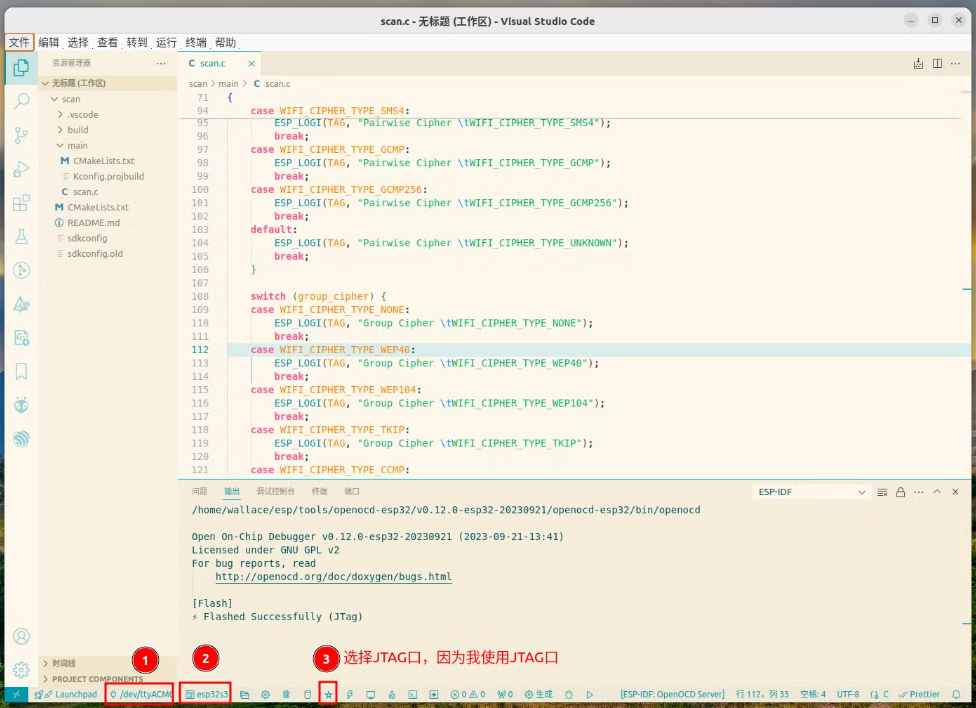 scan.c - 无标题 (工作区) - Visual Studio Code
文件 编辑 选择 查看 转到 运行 终端 帮助
资源管理器 ···
无标题 (工作区)
scan
.vscode
build
main
M CMakeLists.txt
Kconfig.projbuild
C scan.c
M CMakeLists.txt
README.md
sdkconfig
sdkconfig.old
时间线
PROJECT COMPONENTS
C scan.c ×
scan > main > C scan.c
71 {
94 case WIFI_CIPHER_TYPE_SMS4:
95 ESP_LOGI(TAG, "Pairwise Cipher \tWIFI_CIPHER_TYPE_SMS4");
96 break;
97 case WIFI_CIPHER_TYPE_GCMP:
98 ESP_LOGI(TAG, "Pairwise Cipher \tWIFI_CIPHER_TYPE_GCMP");
99 break;
100 case WIFI_CIPHER_TYPE_GCMP256:
101 ESP_LOGI(TAG, "Pairwise Cipher \tWIFI_CIPHER_TYPE_GCMP256");
102 break;
103 default:
104 ESP_LOGI(TAG, "Pairwise Cipher \tWIFI_CIPHER_TYPE_UNKNOWN");
105 break;
106 }
107
108 switch (group_cipher) {
109 case WIFI_CIPHER_TYPE_NONE:
110 ESP_LOGI(TAG, "Group Cipher \tWIFI_CIPHER_TYPE_NONE");
111 break;
112 case WIFI_CIPHER_TYPE_WEP40:
113 ESP_LOGI(TAG, "Group Cipher \tWIFI_CIPHER_TYPE_WEP40");
114 break;
115 case WIFI_CIPHER_TYPE_WEP104:
116 ESP_LOGI(TAG, "Group Cipher \tWIFI_CIPHER_TYPE_WEP104");
117 break;
118 case WIFI_CIPHER_TYPE_TKIP:
119 ESP_LOGI(TAG, "Group Cipher \tWIFI_CIPHER_TYPE_TKIP");
120 break;
121 case WIFI_CIPHER_TYPE_CCMP:
问题 输出 调试控制台 终端 端口 ESP-IDF
/home/wallace/esp/tools/openocd-esp32/v0.12.0-esp32-20230921/openocd-esp32/bin/openocd
Open On-Chip Debugger v0.12.0-esp32-20230921 (2023-09-21-13:41)
Licensed under GNU GPL v2
For bug reports, read
http://openocd.org/doc/doxygen/bugs.html
[Flash]
⚡ Flashed Successfully (JTag)
1 2 3 选择JTAG口，因为我使用JTAG口
Launchpad /dev/ttyACM0 esp32s3 0 0 0 生成 [ESP-IDF: OpenOCD Server] 行 112，列 33 空格: 4 UTF-8 C Prettier